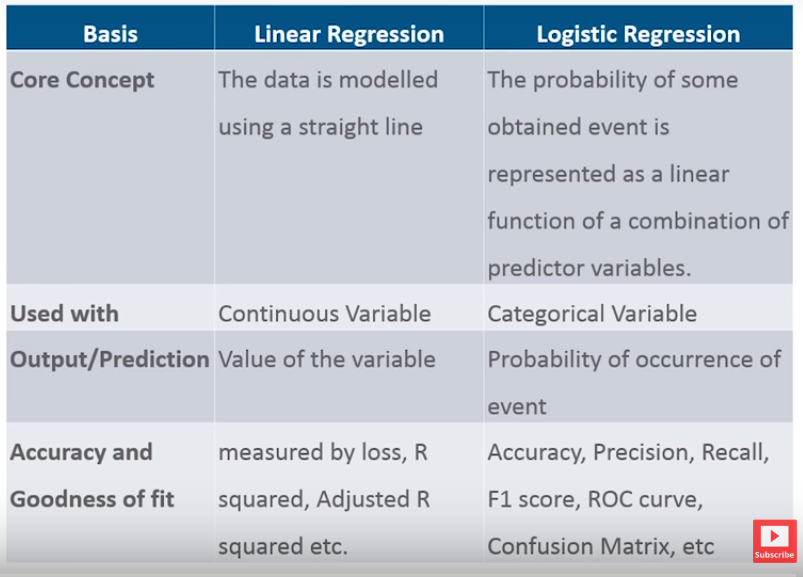 Basis Linear Regression Logistic Regression
Core Concept The data is modelled The probability of some
using a straight line obtained event is
represented as a linear
function of a combination of
predictor variables.
Used with Continuous Variable Categorical Variable
Output/Prediction Value of the variable Probability of occurrence of
event
Accuracy and measured by loss, R Accuracy, Precision, Recall,
Goodness of fit squared, Adjusted R F1 score, ROC curve,
squared etc. Confusion Matrix, etc
Subscribe